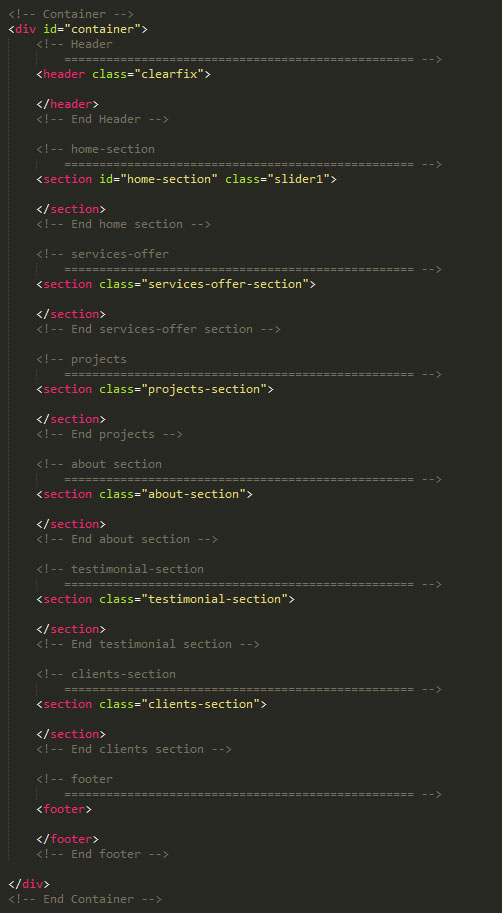 <!-- Container -->
<div id="container">
    <!-- Header
        ================================================== -->
    <header class="clearfix">

    </header>
    <!-- End Header -->

    <!-- home-section
        ================================================== -->
    <section id="home-section" class="slider1">

    </section>
    <!-- End home section -->

    <!-- services-offer
        ================================================== -->
    <section class="services-offer-section">

    </section>
    <!-- End services-offer section -->

    <!-- projects
        ================================================== -->
    <section class="projects-section">

    </section>
    <!-- End projects -->

    <!-- about section
        ================================================== -->
    <section class="about-section">

    </section>
    <!-- End about section -->

    <!-- testimonial-section
        ================================================== -->
    <section class="testimonial-section">

    </section>
    <!-- End testimonial section -->

    <!-- clients-section
        ================================================== -->
    <section class="clients-section">

    </section>
    <!-- End clients section -->

    <!-- footer
        ================================================== -->
    <footer>

    </footer>
    <!-- End footer -->

</div>
<!-- End Container -->